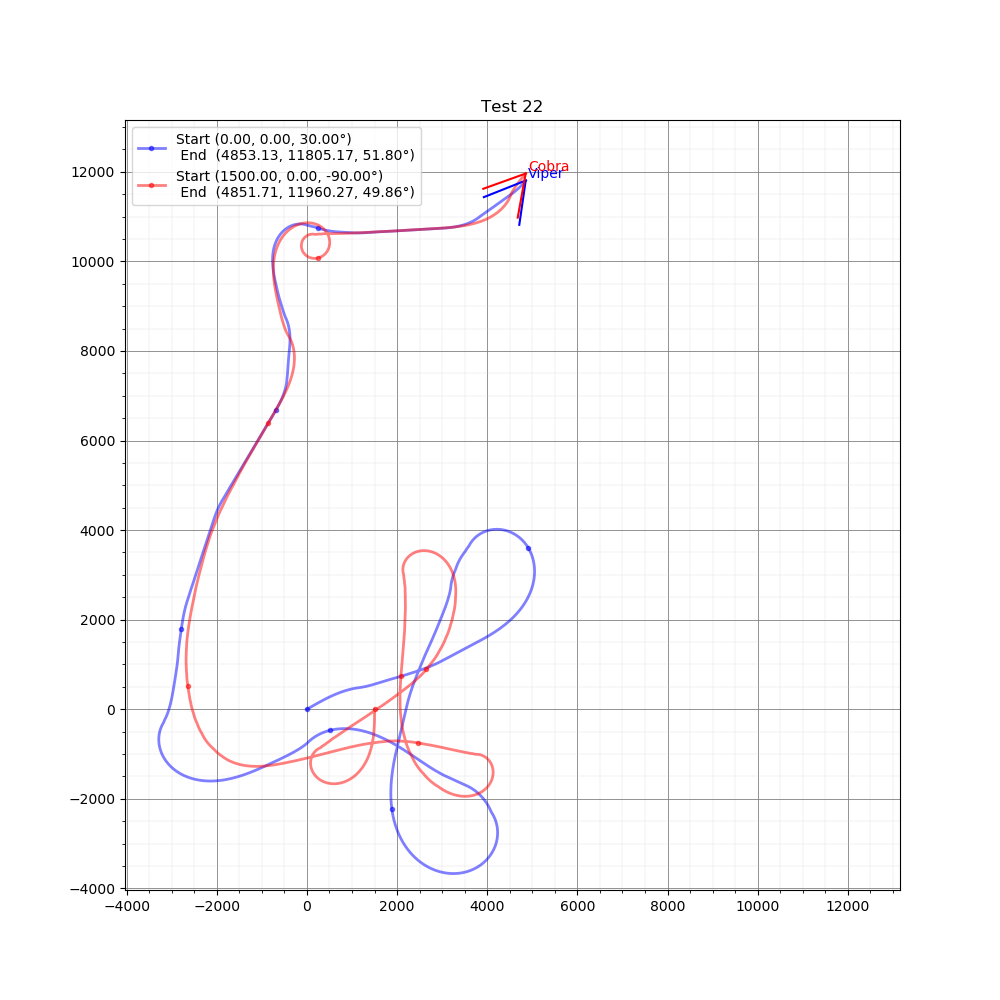 Test 22
Start (0.00, 0.00, 30.00°)
End (4853.13, 11805.17, 51.80°)
Start (1500.00, 0.00, -90.00°)
End (4851.71, 11960.27, 49.86°)
Cobra
Viper
12000
10000
8000
6000
4000
2000
0
−2000
−4000
−4000 −2000 0 2000 4000 6000 8000 10000 12000